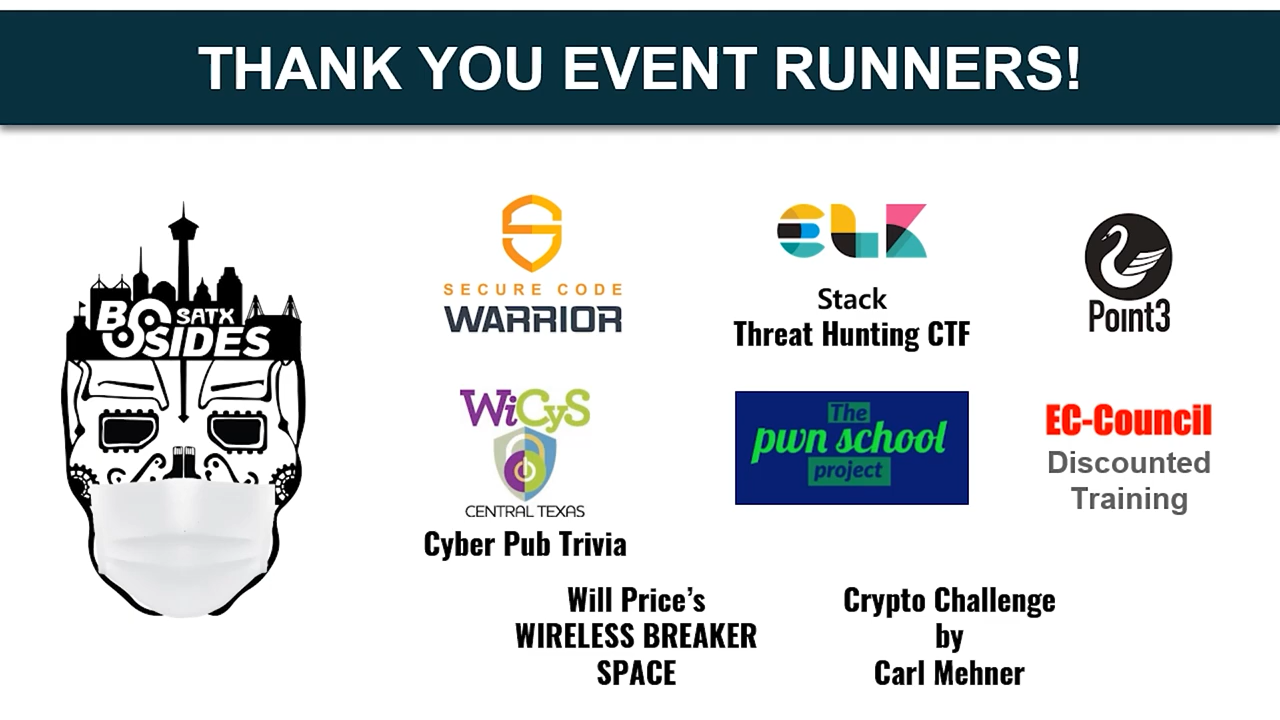 THANK YOU EVENT RUNNERS!
BSIDES
SATX
SECURE CODE
WARRIOR
ELK
Stack
Threat Hunting CTF
Point3
WiCyS
CENTRAL TEXAS
Cyber Pub Trivia
The
pwn school
project
EC-Council
Discounted
Training
Will Price’s
WIRELESS BREAKER
SPACE
Crypto Challenge
by
Carl Mehner